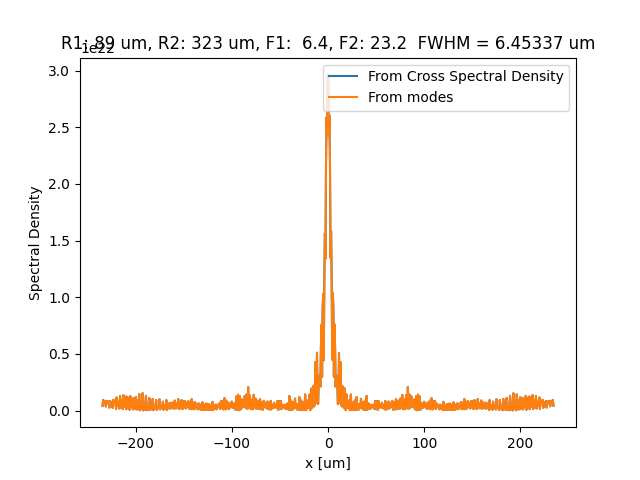 R1: 89 um, R2: 323 um, F1:  6.4, F2: 23.2  FWHM = 6.45337 um
1e22
From Cross Spectral Density
From modes
3.0
2.5
2.0
1.5
1.0
0.5
0.0
Spectral Density
−200
−100
0
100
200
x [um]